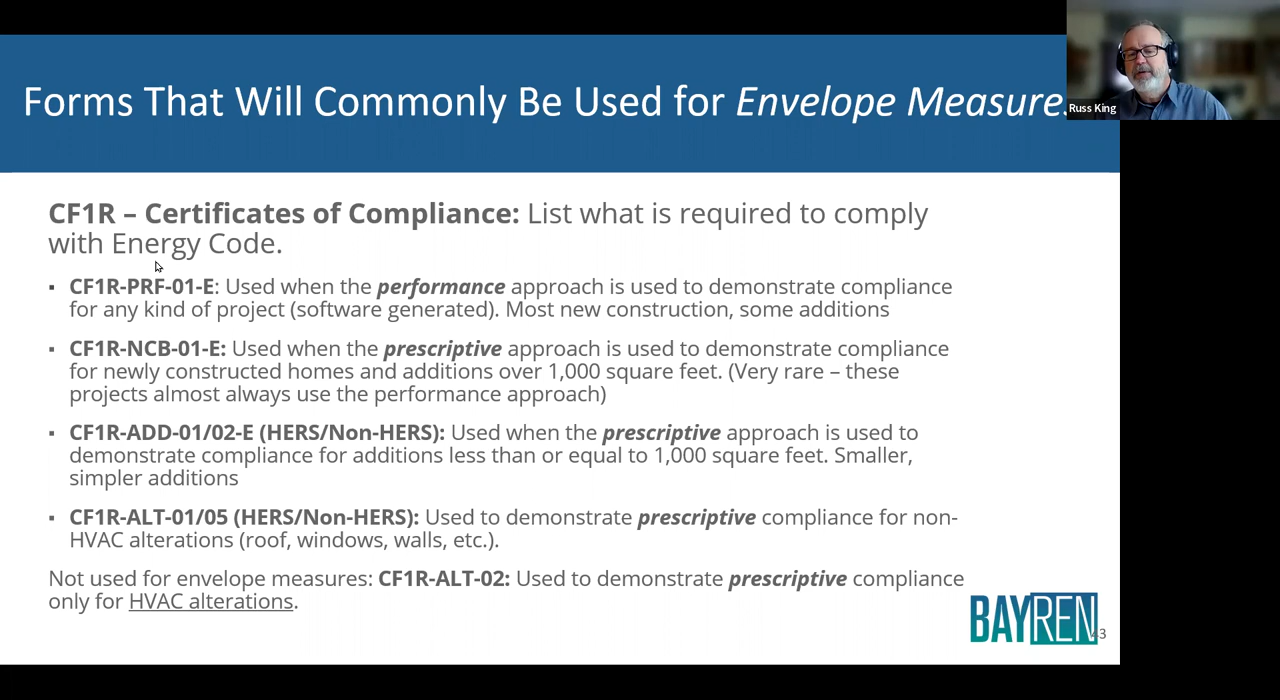 Forms That Will Commonly Be Used for Envelope Measures
Russ King
CF1R – Certificates of Compliance: List what is required to comply
with Energy Code.
▪ CF1R-PRF-01-E: Used when the performance approach is used to demonstrate compliance
for any kind of project (software generated). Most new construction, some additions
▪ CF1R-NCB-01-E: Used when the prescriptive approach is used to demonstrate compliance
for newly constructed homes and additions over 1,000 square feet. (Very rare – these
projects almost always use the performance approach)
▪ CF1R-ADD-01/02-E (HERS/Non-HERS): Used when the prescriptive approach is used to
demonstrate compliance for additions less than or equal to 1,000 square feet. Smaller,
simpler additions
▪ CF1R-ALT-01/05 (HERS/Non-HERS): Used to demonstrate prescriptive compliance for non-
HVAC alterations (roof, windows, walls, etc.).
Not used for envelope measures: CF1R-ALT-02: Used to demonstrate prescriptive compliance
only for HVAC alterations.
BAYREN
43